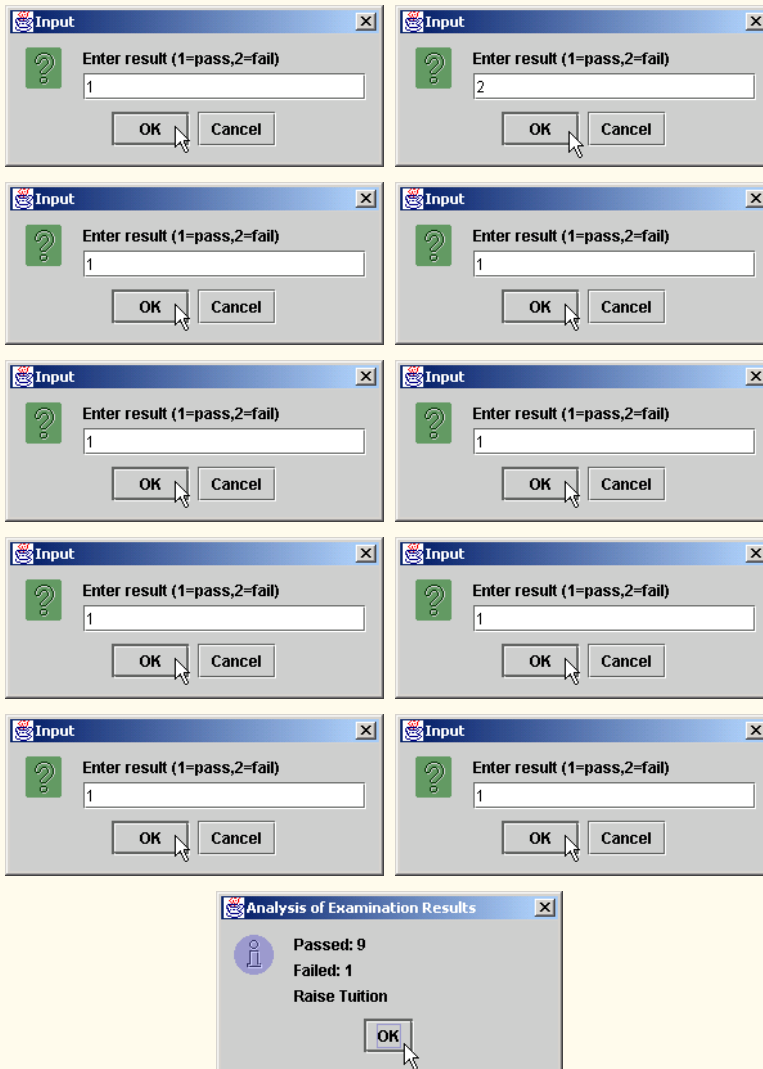 Input
Enter result (1=pass,2=fail)
1
OK Cancel
Input
Enter result (1=pass,2=fail)
2
OK Cancel
Input
Enter result (1=pass,2=fail)
1
OK Cancel
Input
Enter result (1=pass,2=fail)
1
OK Cancel
Input
Enter result (1=pass,2=fail)
1
OK Cancel
Input
Enter result (1=pass,2=fail)
1
OK Cancel
Input
Enter result (1=pass,2=fail)
1
OK Cancel
Input
Enter result (1=pass,2=fail)
1
OK Cancel
Input
Enter result (1=pass,2=fail)
1
OK Cancel
Input
Enter result (1=pass,2=fail)
1
OK Cancel
Analysis of Examination Results
Passed: 9
Failed: 1
Raise Tuition
OK